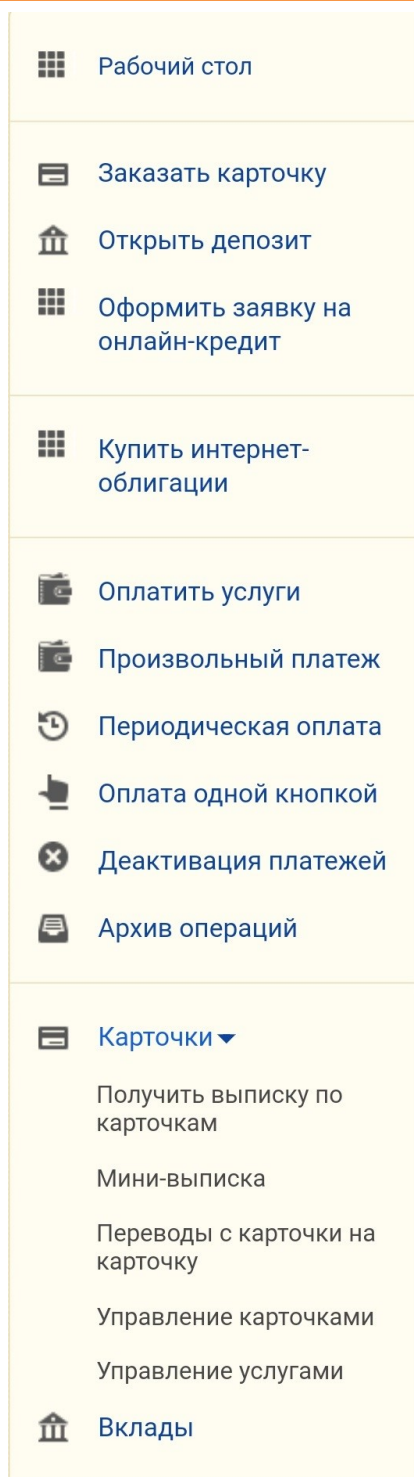 Рабочий стол
Заказать карточку
Открыть депозит
Оформить заявку на
онлайн-кредит
Купить интернет-
облигации
Оплатить услуги
Произвольный платеж
Периодическая оплата
Оплата одной кнопкой
Деактивация платежей
Архив операций
Карточки
Получить выписку по
карточкам
Мини-выписка
Переводы с карточки на
карточку
Управление карточками
Управление услугами
Вклады